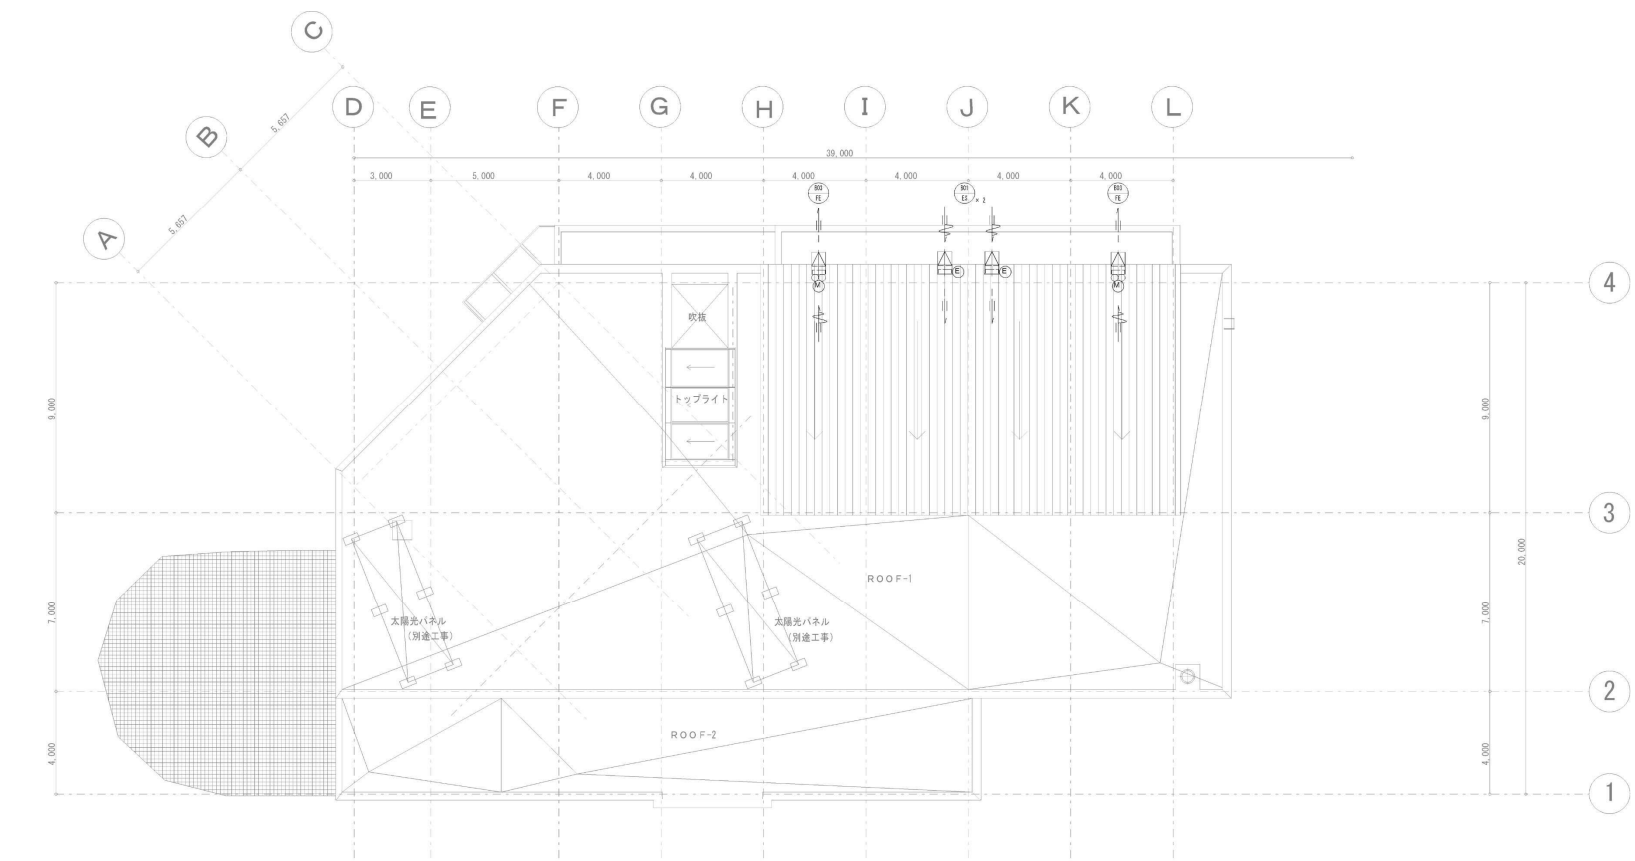 C
B
A
5,657
5,657
D
E
F
G
H
I
J
K
L
39,000
3,000
5,000
4,000
4,000
4,000
4,000
4,000
4,000
B03
FE
B01
ES
× 2
B03
FE
E
E
M
M
4
3
2
1
吹抜
トップライト
9,000
7,000
4,000
9,000
7,000
4,000
20,000
ROOF-1
太陽光パネル
(別途工事)
太陽光パネル
(別途工事)
ROOF-2